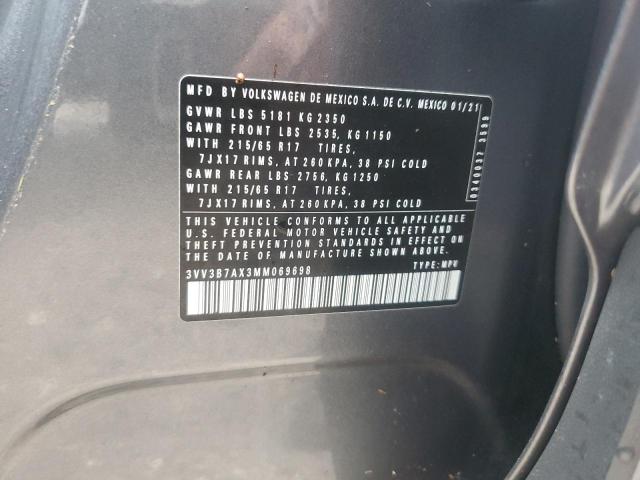 MFD BY VOLKSWAGEN DE MEXICO S.A. DE C.V. MEXICO 01/21
GVWR LBS 5181 KG 2350
GAWR FRONT LBS 2535, KG 1150
WITH 215/65 R17 TIRES,
7JX17 RIMS, AT 260 KPA, 38 PSI COLD
GAWR REAR LBS 2756, KG 1250
WITH 215/65 R17 TIRES,
7JX17 RIMS, AT 260 KPA, 38 PSI COLD
THIS VEHICLE CONFORMS TO ALL APPLICABLE
U.S. FEDERAL MOTOR VEHICLE SAFETY AND
THEFT PREVENTION STANDARDS IN EFFECT ON
THE DATE OF MANUFACTURE SHOWN ABOVE.
3VV3B7AX3MM069698 TYPE: MPV
0340037 3599